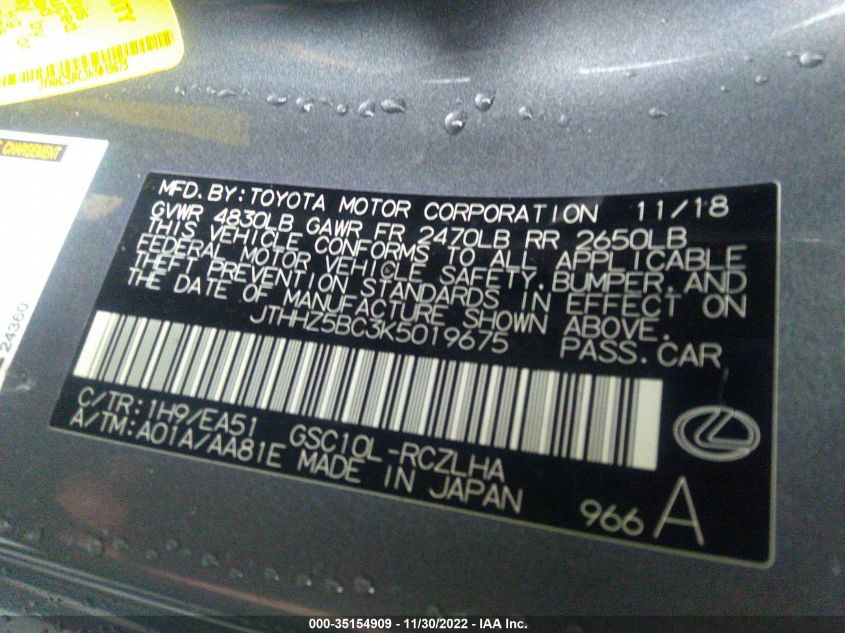 JTHHZ5BC3K5019675
CHARGEMENT
24360
MFD. BY: TOYOTA MOTOR CORPORATION 11/18
GVWR 4830LB GAWR FR 2470LB RR 2650LB
THIS VEHICLE CONFORMS TO ALL APPLICABLE
FEDERAL MOTOR VEHICLE SAFETY, BUMPER, AND
THEFT PREVENTION STANDARDS IN EFFECT ON
THE DATE OF MANUFACTURE SHOWN ABOVE.
JTHHZ5BC3K5019675 PASS. CAR
C/TR: 1H9/EA51
A/TM: A01A/AA81E GSC10L-RCZLHA
MADE IN JAPAN
966 A
000-35154909 - 11/30/2022 - IAA Inc.